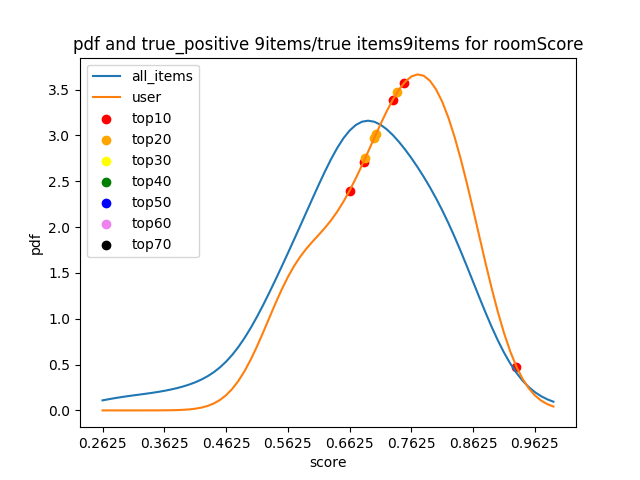 pdf and true_positive 9items/true items9items for roomScore
all_items
user
top10
top20
top30
top40
top50
top60
top70
3.5
3.0
2.5
2.0
1.5
1.0
0.5
0.0
pdf
0.2625 0.3625 0.4625 0.5625 0.6625 0.7625 0.8625 0.9625
score